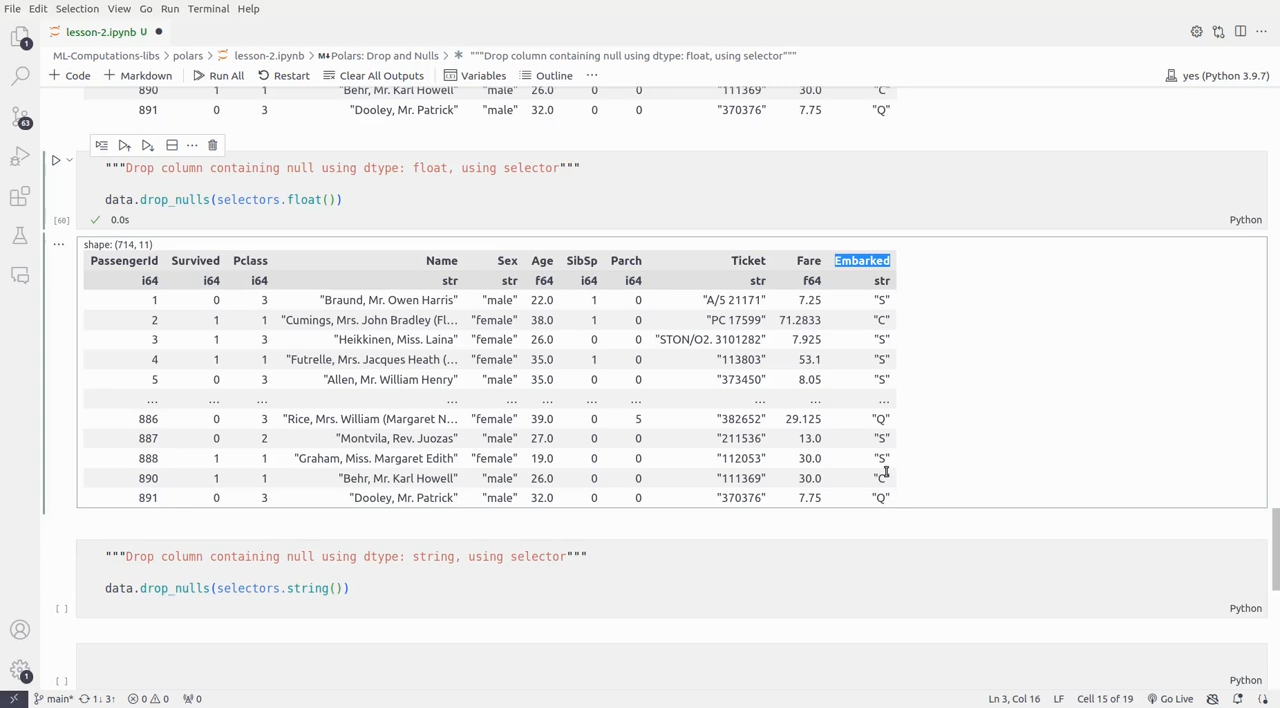 File Edit Selection View Go Run Terminal Help
lesson-2.ipynb U
ML-Computations-libs > polars > lesson-2.ipynb > M↓Polars: Drop and Nulls > """Drop column containing null using dtype: float, using selector"""
+ Code + Markdown Run All Restart Clear All Outputs Variables Outline ... yes (Python 3.9.7)
890 1 1 "Behr, Mr. Karl Howell" "male" 26.0 0 0 "111369" 30.0 "C"
891 0 3 "Dooley, Mr. Patrick" "male" 32.0 0 0 "370376" 7.75 "Q"
"""Drop column containing null using dtype: float, using selector"""
data.drop_nulls(selectors.float())
[60] 0.0s Python
shape: (714, 11)
PassengerId Survived Pclass Name Sex Age SibSp Parch Ticket Fare Embarked
i64 i64 i64 str str f64 i64 i64 str f64 str
1 0 3 "Braund, Mr. Owen Harris" "male" 22.0 1 0 "A/5 21171" 7.25 "S"
2 1 1 "Cumings, Mrs. John Bradley (Fl... "female" 38.0 1 0 "PC 17599" 71.2833 "C"
3 1 3 "Heikkinen, Miss. Laina" "female" 26.0 0 0 "STON/O2. 3101282" 7.925 "S"
4 1 1 "Futrelle, Mrs. Jacques Heath (... "female" 35.0 1 0 "113803" 53.1 "S"
5 0 3 "Allen, Mr. William Henry" "male" 35.0 0 0 "373450" 8.05 "S"
... ... ... ... ... ... ... ... ... ... ...
886 0 3 "Rice, Mrs. William (Margaret N... "female" 39.0 0 5 "382652" 29.125 "Q"
887 0 2 "Montvila, Rev. Juozas" "male" 27.0 0 0 "211536" 13.0 "S"
888 1 1 "Graham, Miss. Margaret Edith" "female" 19.0 0 0 "112053" 30.0 "S"
890 1 1 "Behr, Mr. Karl Howell" "male" 26.0 0 0 "111369" 30.0 "C"
891 0 3 "Dooley, Mr. Patrick" "male" 32.0 0 0 "370376" 7.75 "Q"
"""Drop column containing null using dtype: string, using selector"""
data.drop_nulls(selectors.string())
[ ] Python
[ ] Python
main* 1↓ 3↑ 0 0 0 Ln 3, Col 16 LF Cell 15 of 19 Go Live
1
63
1